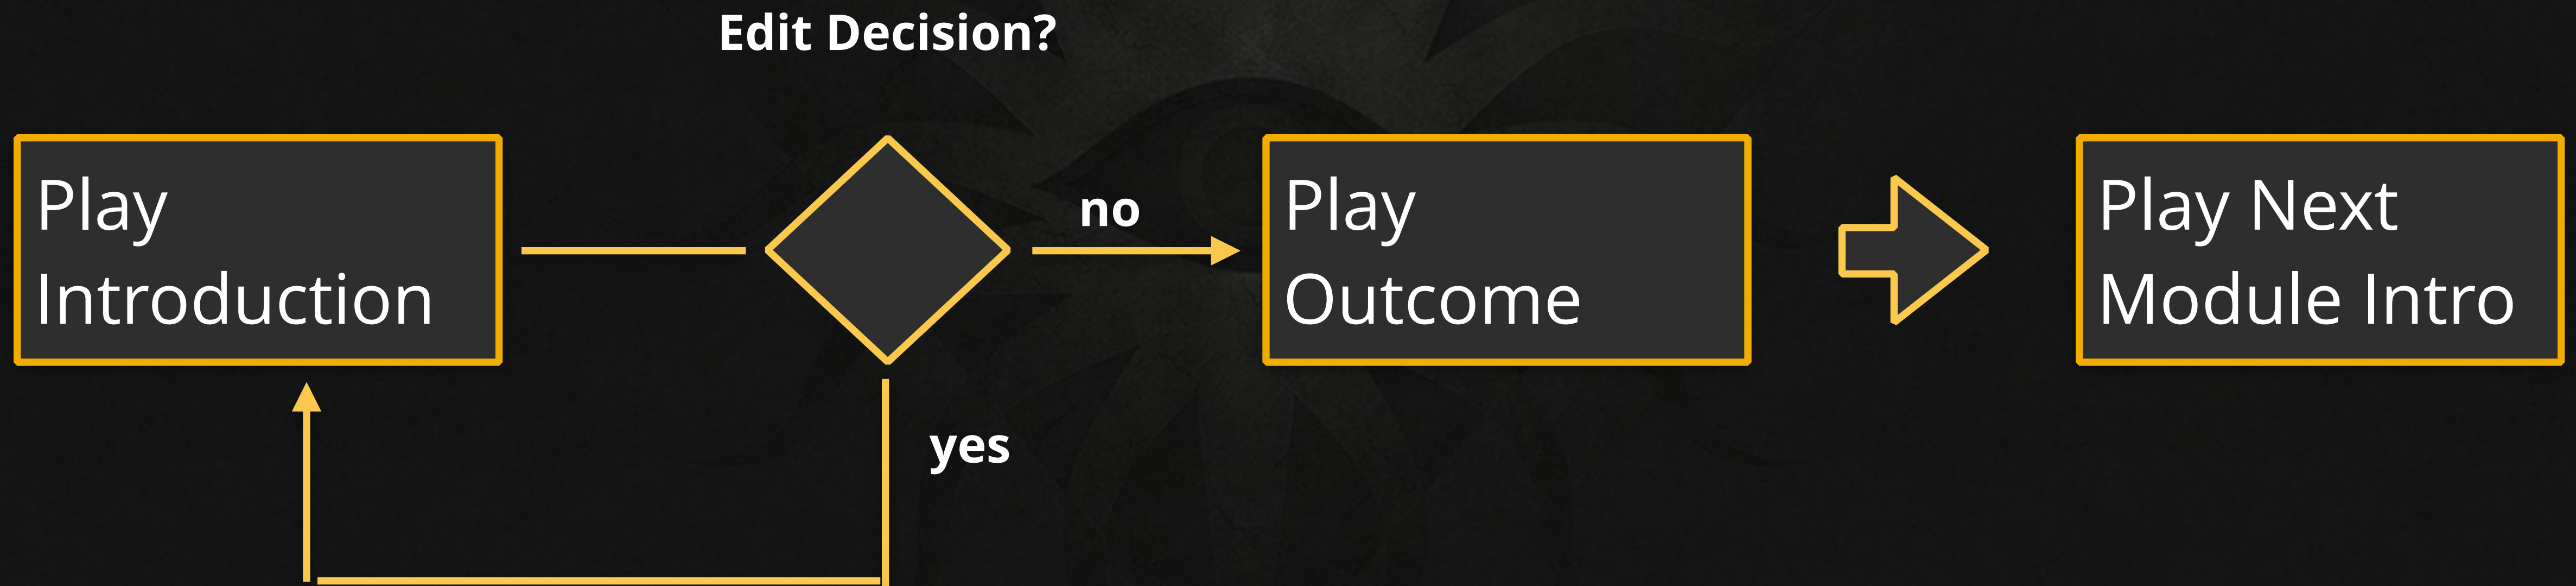 Edit Decision?
Play
Introduction
no
Play
Outcome
Play Next
Module Intro
yes